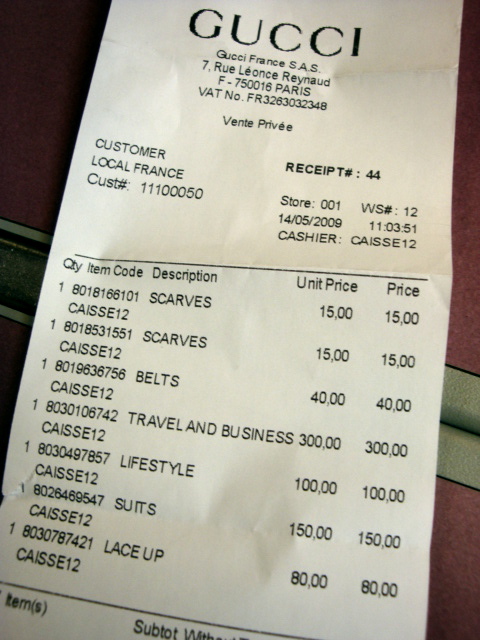 GUCCI
Gucci France S.A.S.
7, Rue Léonce Reynaud
F - 750016 PARIS
VAT No. FR3263032348
Vente Privée
CUSTOMER
LOCAL FRANCE
Cust#: 11100050
RECEIPT# : 44
Store: 001 WS# : 12
14/05/2009 11:03:51
CASHIER: CAISSE12
Qty Item Code Description Unit Price Price
1 8018166101 SCARVES 15,00 15,00
CAISSE12
1 8018531551 SCARVES 15,00 15,00
CAISSE12
1 8019636756 BELTS 40,00 40,00
CAISSE12
1 8030106742 TRAVEL AND BUSINESS 300,00 300,00
CAISSE12
1 8030497857 LIFESTYLE 100,00 100,00
CAISSE12
8026469547 SUITS 150,00 150,00
CAISSE12
1 8030787421 LACE UP 80,00 80,00
CAISSE12
Item(s)
Subtot Without